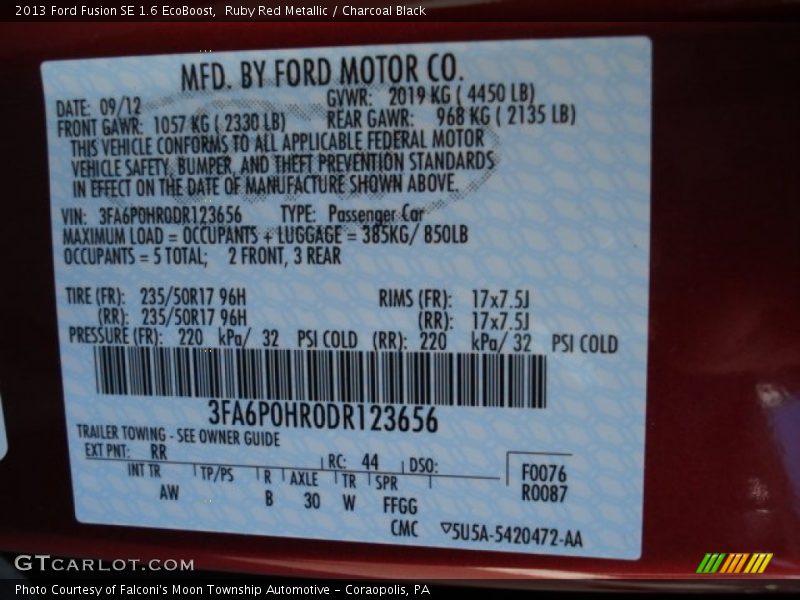 2013 Ford Fusion SE 1.6 EcoBoost,  Ruby Red Metallic / Charcoal Black
MFD. BY FORD MOTOR CO.
DATE: 09/12 GVWR: 2019 KG ( 4450 LB)
FRONT GAWR: 1057 KG ( 2330 LB) REAR GAWR: 968 KG ( 2135 LB)
THIS VEHICLE CONFORMS TO ALL APPLICABLE FEDERAL MOTOR
VEHICLE SAFETY, BUMPER, AND THEFT PREVENTION STANDARDS
IN EFFECT ON THE DATE OF MANUFACTURE SHOWN ABOVE.
VIN: 3FA6P0HR0DR123656 TYPE: Passenger Car
MAXIMUM LOAD = OCCUPANTS + LUGGAGE = 385KG/ 850LB
OCCUPANTS = 5 TOTAL; 2 FRONT, 3 REAR
TIRE (FR): 235/50R17 96H RIMS (FR): 17x7.5J
(RR): 235/50R17 96H (RR): 17x7.5J
PRESSURE (FR): 220 kPa/ 32 PSI COLD (RR): 220 kPa/ 32 PSI COLD
3FA6P0HR0DR123656
TRAILER TOWING - SEE OWNER GUIDE
EXT PNT: RR RC: 44 DSO: F0076
INT TR TP/PS R AXLE TR SPR R0087
AW B 30 W FFGG
CMC 5U5A-5420472-AA
GTCARLOT.COM
Photo Courtesy of Falconi's Moon Township Automotive - Coraopolis, PA